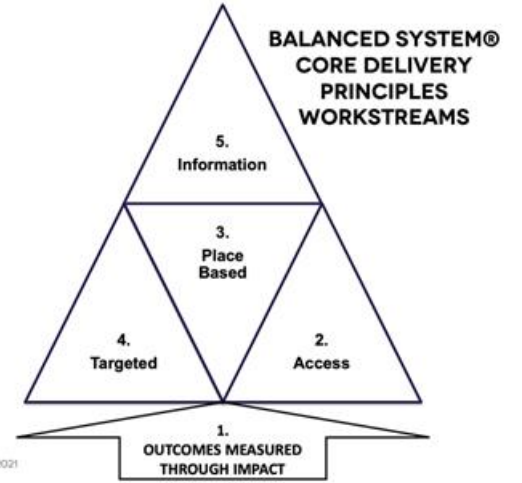 BALANCED SYSTEM®
CORE DELIVERY
PRINCIPLES
WORKSTREAMS
5.
Information
3.
Place
Based
4.
Targeted
2.
Access
1.
OUTCOMES MEASURED
THROUGH IMPACT
2021